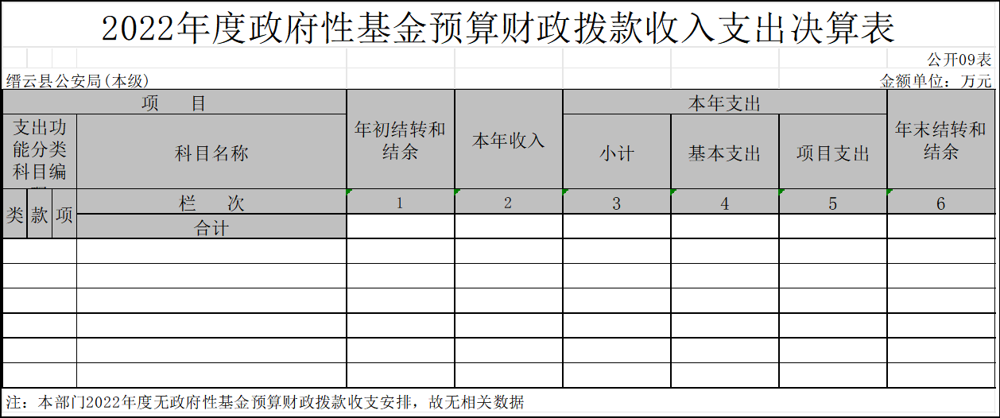 2022年度政府性基金预算财政拨款收入支出决算表
公开09表
缙云县公安局(本级)
金额单位：万元
项 目
本年支出
支出功
能分类
科目编
科目名称
年初结转和
结余
本年收入
小计
基本支出
项目支出
年末结转和
结余
类 款 项
栏 次
1 2 3 4 5 6
合计
注：本部门2022年度无政府性基金预算财政拨款收支安排，故无相关数据